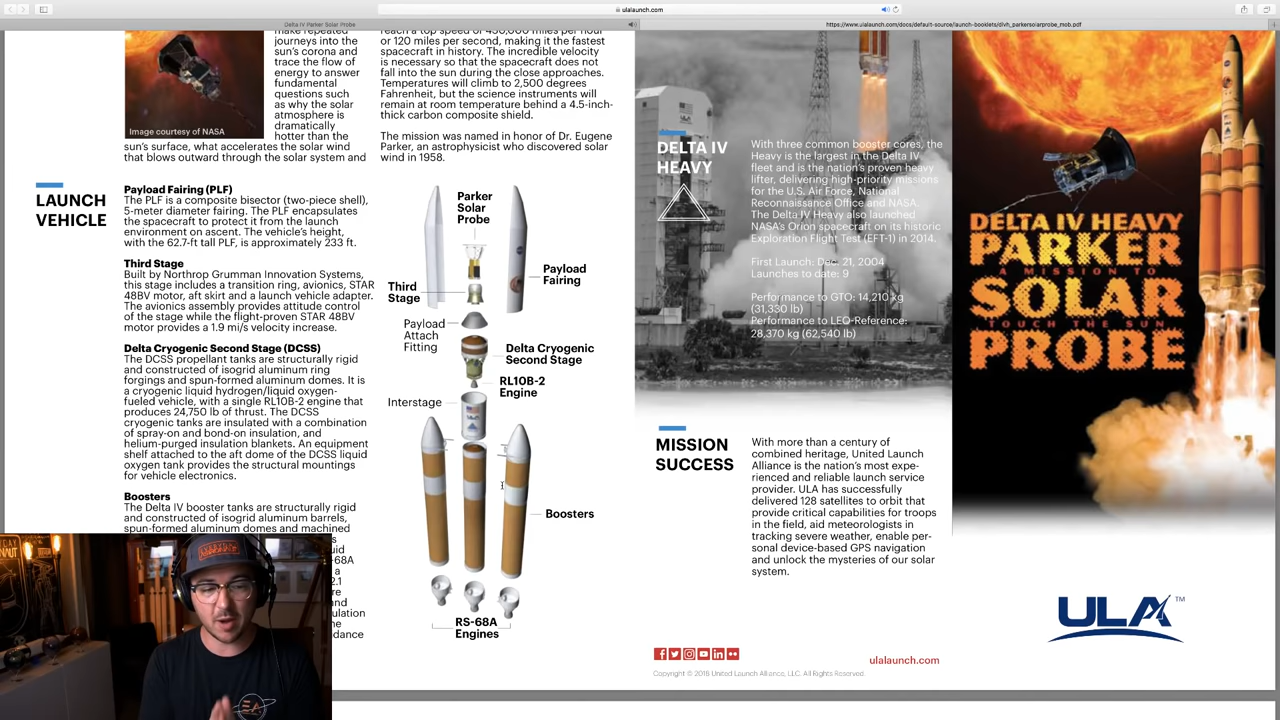 ulalaunch.com
Delta IV Parker Solar Probe
https://www.ulalaunch.com/docs/default-source/launch-booklets/divh_parkersolarprobe_mob.pdf
make repeated
journeys into the
sun's corona and
trace the flow of
energy to answer
fundamental
questions such
as why the solar
atmosphere is
dramatically
hotter than the
Image courtesy of NASA
sun's surface, what accelerates the solar wind
that blows outward through the solar system and
reach a top speed of 430,000 miles per hour
or 120 miles per second, making it the fastest
spacecraft in history. The incredible velocity
is necessary so that the spacecraft does not
fall into the sun during the close approaches.
Temperatures will climb to 2,500 degrees
Fahrenheit, but the science instruments will
remain at room temperature behind a 4.5-inch-
thick carbon composite shield.
The mission was named in honor of Dr. Eugene
Parker, an astrophysicist who discovered solar
wind in 1958.
LAUNCH
VEHICLE
Payload Fairing (PLF)
The PLF is a composite bisector (two-piece shell),
5-meter diameter fairing. The PLF encapsulates
the spacecraft to protect it from the launch
environment on ascent. The vehicle's height,
with the 62.7-ft tall PLF, is approximately 233 ft.
Third Stage
Built by Northrop Grumman Innovation Systems,
this stage includes a transition ring, avionics, STAR
48BV motor, aft skirt and a launch vehicle adapter.
The avionics assembly provides attitude control
of the stage while the flight-proven STAR 48BV
motor provides a 1.9 mi/s velocity increase.
Delta Cryogenic Second Stage (DCSS)
The DCSS propellant tanks are structurally rigid
and constructed of isogrid aluminum ring
forgings and spun-formed aluminum domes. It is
a cryogenic liquid hydrogen/liquid oxygen-
fueled vehicle, with a single RL10B-2 engine that
produces 24,750 lb of thrust. The DCSS
cryogenic tanks are insulated with a combination
of spray-on and bond-on insulation, and
helium-purged insulation blankets. An equipment
shelf attached to the aft dome of the DCSS liquid
oxygen tank provides the structural mountings
for vehicle electronics.
Boosters
The Delta IV booster tanks are structurally rigid
and constructed of isogrid aluminum barrels,
spun-formed aluminum domes and machined
Parker
Solar
Probe
Payload
Fairing
Third
Stage
Payload
Attach
Fitting
Delta Cryogenic
Second Stage
RL10B-2
Engine
Interstage
Boosters
RS-68A
Engines
DELTA IV
HEAVY
With three common booster cores, the
Heavy is the largest in the Delta IV
fleet and is the nation's proven heavy
lifter, delivering high-priority missions
for the U.S. Air Force, National
Reconnaissance Office and NASA.
The Delta IV Heavy also launched
NASA's Orion spacecraft on its historic
Exploration Flight Test (EFT-1) in 2014.
First Launch: Dec. 21, 2004
Launches to date: 9
Performance to GTO: 14,210 kg
(31,330 lb)
Performance to LEO-Reference:
28,370 kg (62,540 lb)
MISSION
SUCCESS
With more than a century of
combined heritage, United Launch
Alliance is the nation's most expe-
rienced and reliable launch service
provider. ULA has successfully
delivered 128 satellites to orbit that
provide critical capabilities for troops
in the field, aid meteorologists in
tracking severe weather, enable per-
sonal device-based GPS navigation
and unlock the mysteries of our solar
system.
ulalaunch.com
Copyright © 2018 United Launch Alliance, LLC. All Rights Reserved.
DELTA IV HEAVY
PARKER
A MISSION TO
SOLAR
TOUCH THE SUN
PROBE
ULA™